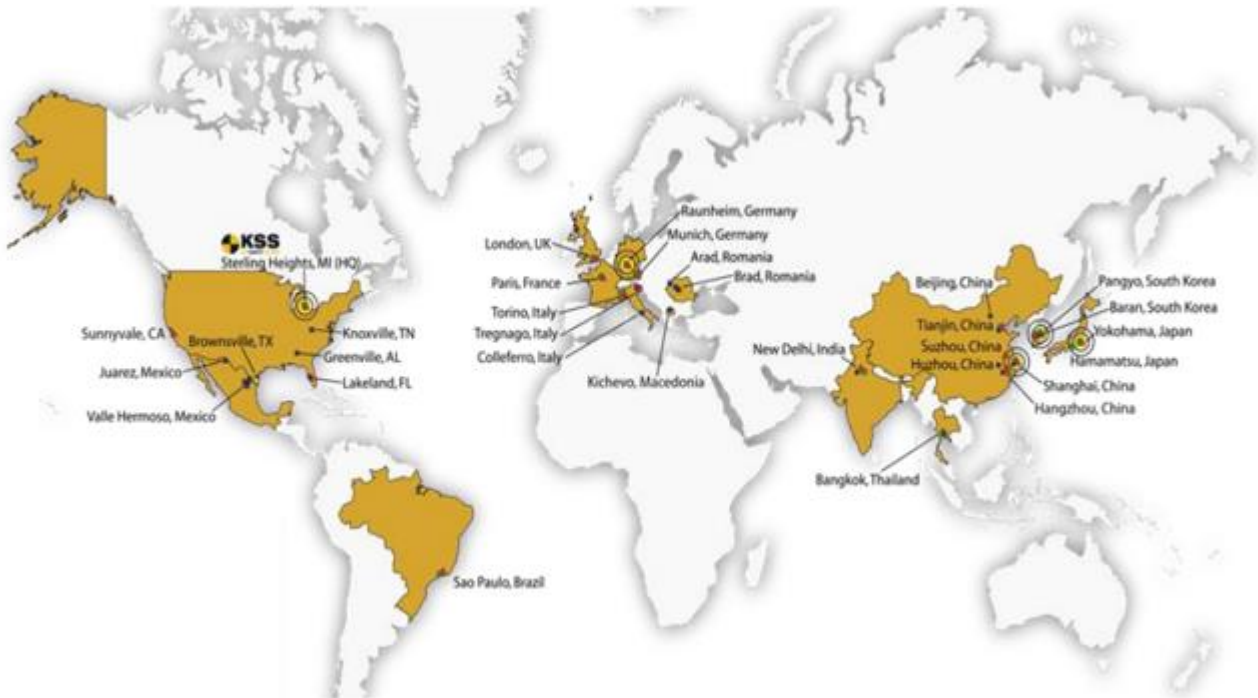 KSS
Sterling Heights, MI (HQ)
Sunnyvale, CA
Brownsville, TX
Knoxville, TN
Juarez, Mexico
Greenville, AL
Lakeland, FL
Valle Hermoso, Mexico
Sao Paulo, Brazil
London, UK
Paris, France
Torino, Italy
Tregnago, Italy
Colleferro, Italy
Raunheim, Germany
Munich, Germany
Arad, Romania
Brad, Romania
Kichevo, Macedonia
New Delhi, India
Bangkok, Thailand
Beijing, China
Tianjin, China
Suzhou, China
Huzhou, China
Pangyo, South Korea
Baran, South Korea
Yokohama, Japan
Hamamatsu, Japan
Shanghai, China
Hangzhou, China